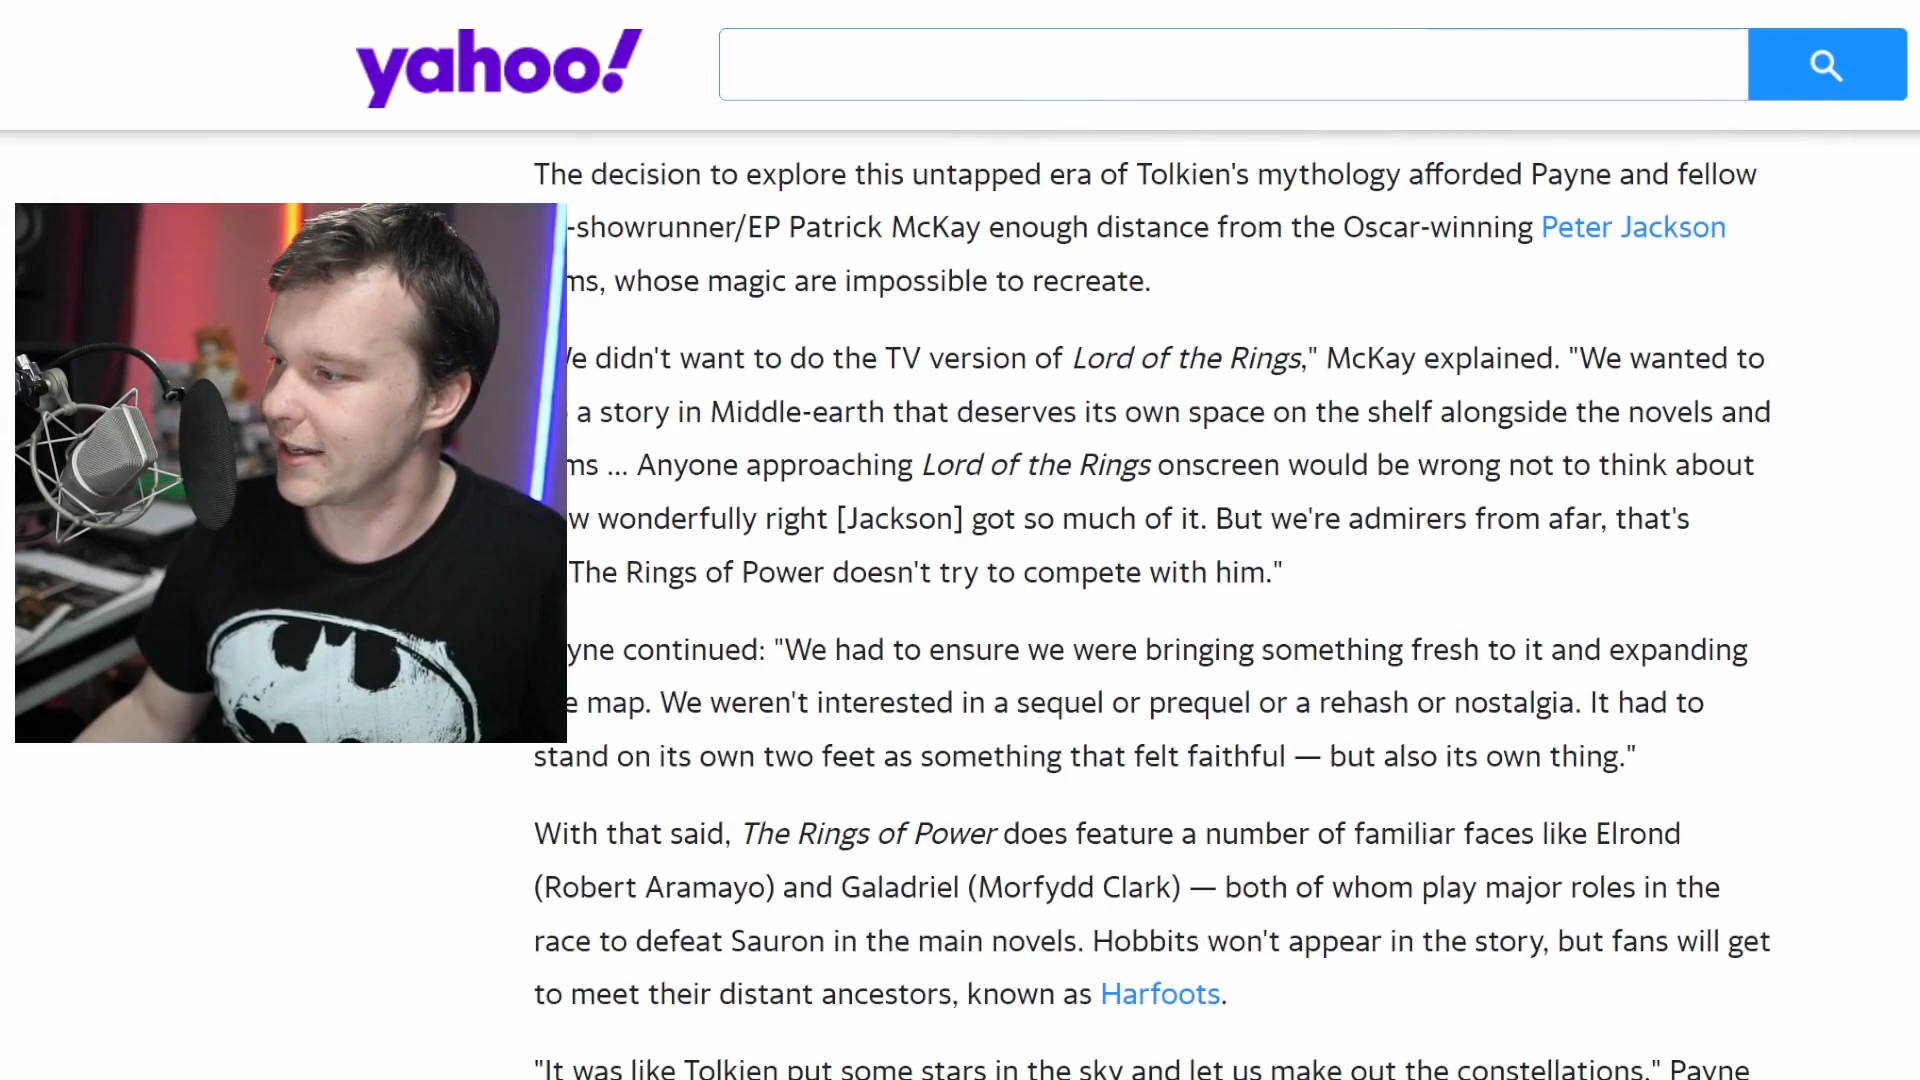 yahoo!
The decision to explore this untapped era of Tolkien's mythology afforded Payne and fellow
-showrunner/EP Patrick McKay enough distance from the Oscar-winning Peter Jackson
ms, whose magic are impossible to recreate.
e didn't want to do the TV version of Lord of the Rings," McKay explained. "We wanted to
a story in Middle-earth that deserves its own space on the shelf alongside the novels and
ms ... Anyone approaching Lord of the Rings onscreen would be wrong not to think about
w wonderfully right [Jackson] got so much of it. But we're admirers from afar, that's
The Rings of Power doesn't try to compete with him."
yne continued: "We had to ensure we were bringing something fresh to it and expanding
e map. We weren't interested in a sequel or prequel or a rehash or nostalgia. It had to
stand on its own two feet as something that felt faithful — but also its own thing."
With that said, The Rings of Power does feature a number of familiar faces like Elrond
(Robert Aramayo) and Galadriel (Morfydd Clark) — both of whom play major roles in the
race to defeat Sauron in the main novels. Hobbits won't appear in the story, but fans will get
to meet their distant ancestors, known as Harfoots.
"It was like Tolkien put some stars in the sky and let us make out the constellations," Payne